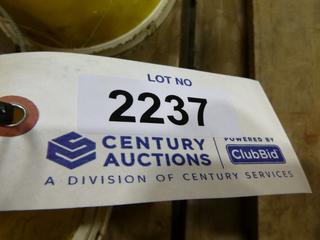 LOT NO
2237
CENTURY AUCTIONS
POWERED BY
ClubBid
A DIVISION OF CENTURY SERVICES